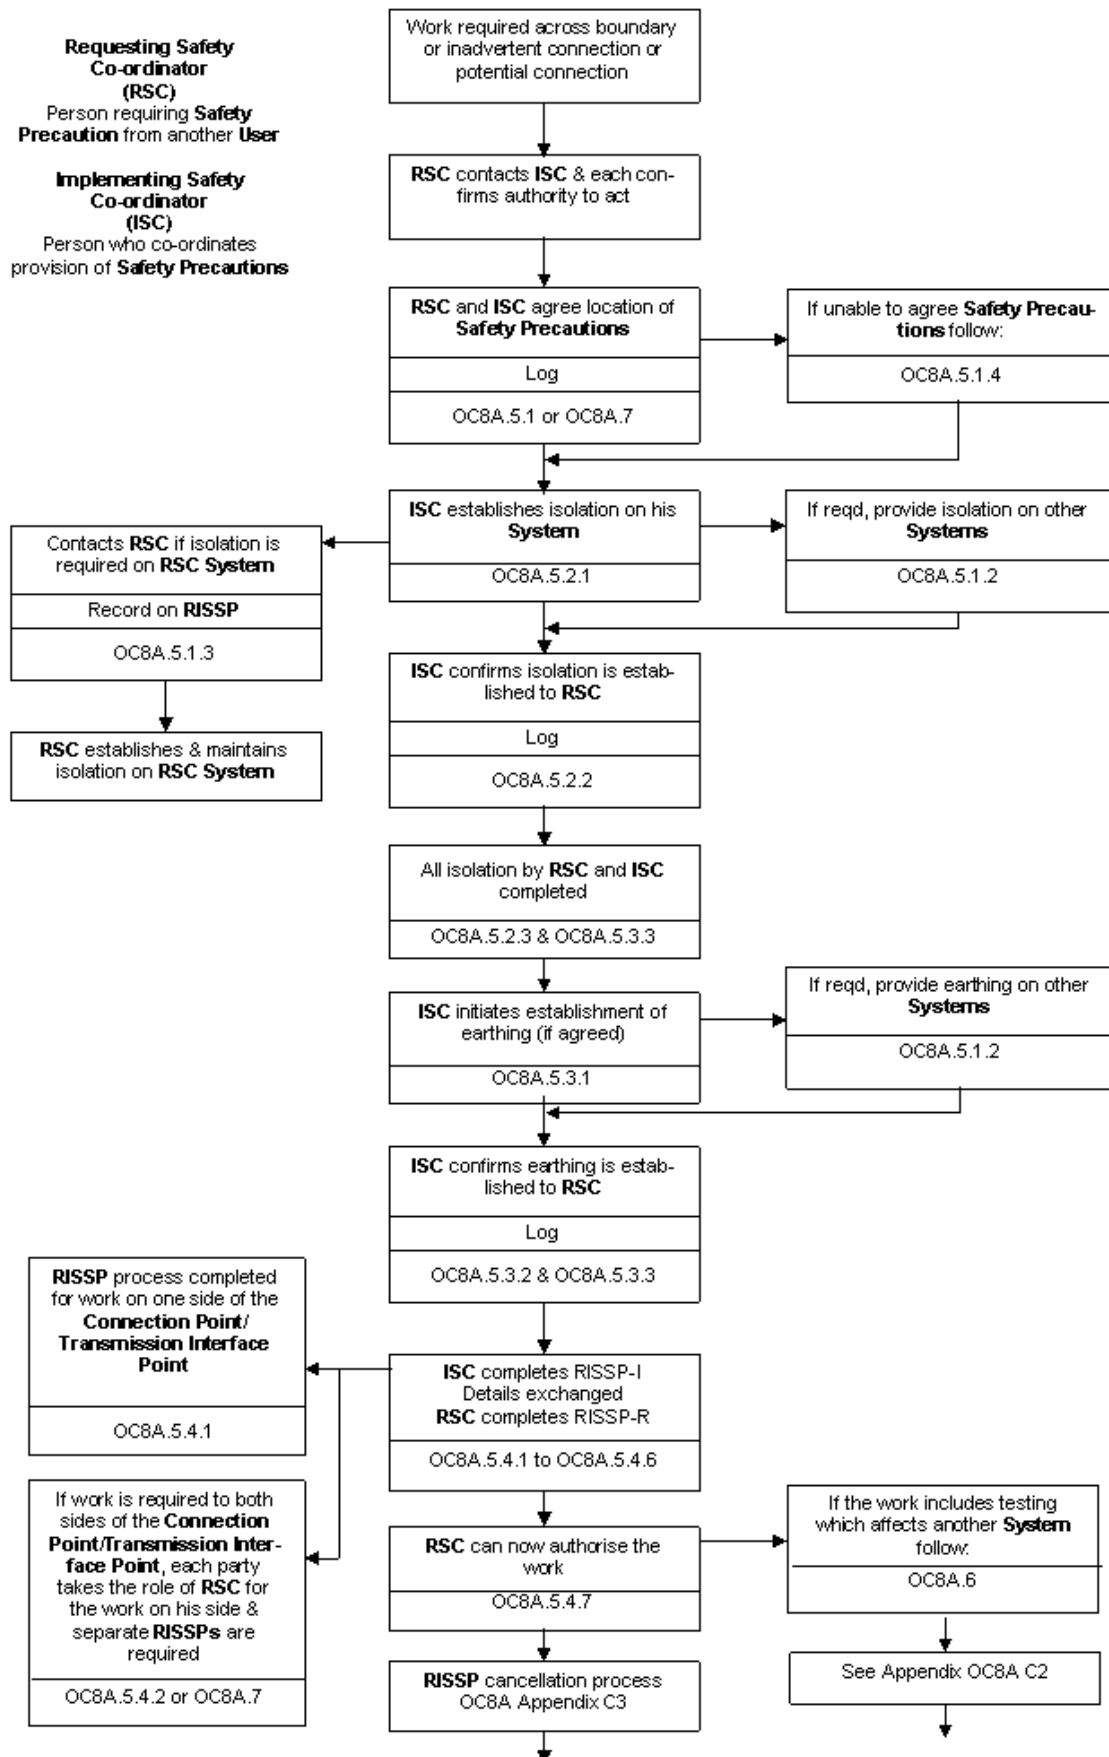 Requesting Safety
Co-ordinator
(RSC)
Person requiring Safety
Precaution from another User
Implementing Safety
Co-ordinator
(ISC)
Person who co-ordinates
provision of Safety Precautions
Work required across boundary
or inadvertent connection or
potential connection
RSC contacts ISC & each con-
firms authority to act
RSC and ISC agree location of
Safety Precautions
Log
OC8A.5.1 or OC8A.7
If unable to agree Safety Precau-
tions follow:
OC8A.5.1.4
ISC establishes isolation on his
System
OC8A.5.2.1
If reqd, provide isolation on other
Systems
OC8A.5.1.2
Contacts RSC if isolation is
required on RSC System
Record on RISSP
OC8A.5.1.3
RSC establishes & maintains
isolation on RSC System
ISC confirms isolation is estab-
lished to RSC
Log
OC8A.5.2.2
All isolation by RSC and ISC
completed
OC8A.5.2.3 & OC8A.5.3.3
ISC initiates establishment of
earthing (if agreed)
OC8A.5.3.1
If reqd, provide earthing on other
Systems
OC8A.5.1.2
ISC confirms earthing is estab-
lished to RSC
Log
OC8A.5.3.2 & OC8A.5.3.3
RISSP process completed
for work on one side of the
Connection Point/
Transmission Interface
Point
OC8A.5.4.1
ISC completes RISSP-I
Details exchanged
RSC completes RISSP-R
OC8A.5.4.1 to OC8A.5.4.6
If work is required to both
sides of the Connection
Point/Transmission Inter-
face Point, each party
takes the role of RSC for
the work on his side &
separate RISSPs are
required
OC8A.5.4.2 or OC8A.7
RSC can now authorise the
work
OC8A.5.4.7
If the work includes testing
which affects another System
follow:
OC8A.6
RISSP cancellation process
OC8A Appendix C3
See Appendix OC8A C2